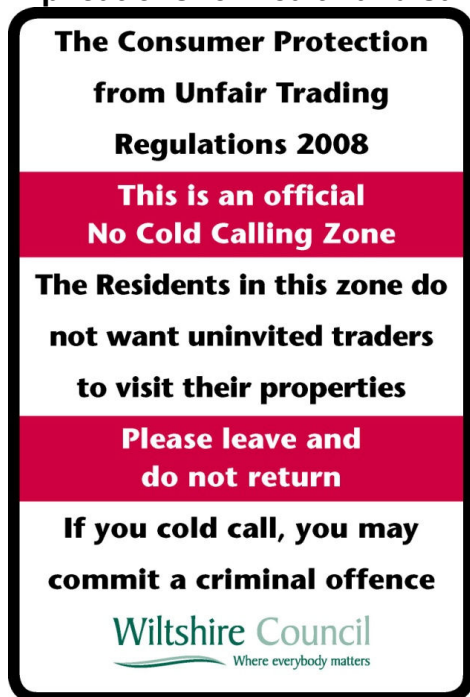 The Consumer Protection
from Unfair Trading
Regulations 2008
This is an official
No Cold Calling Zone
The Residents in this zone do
not want uninvited traders
to visit their properties
Please leave and
do not return
If you cold call, you may
commit a criminal offence
Wiltshire Council
Where everybody matters